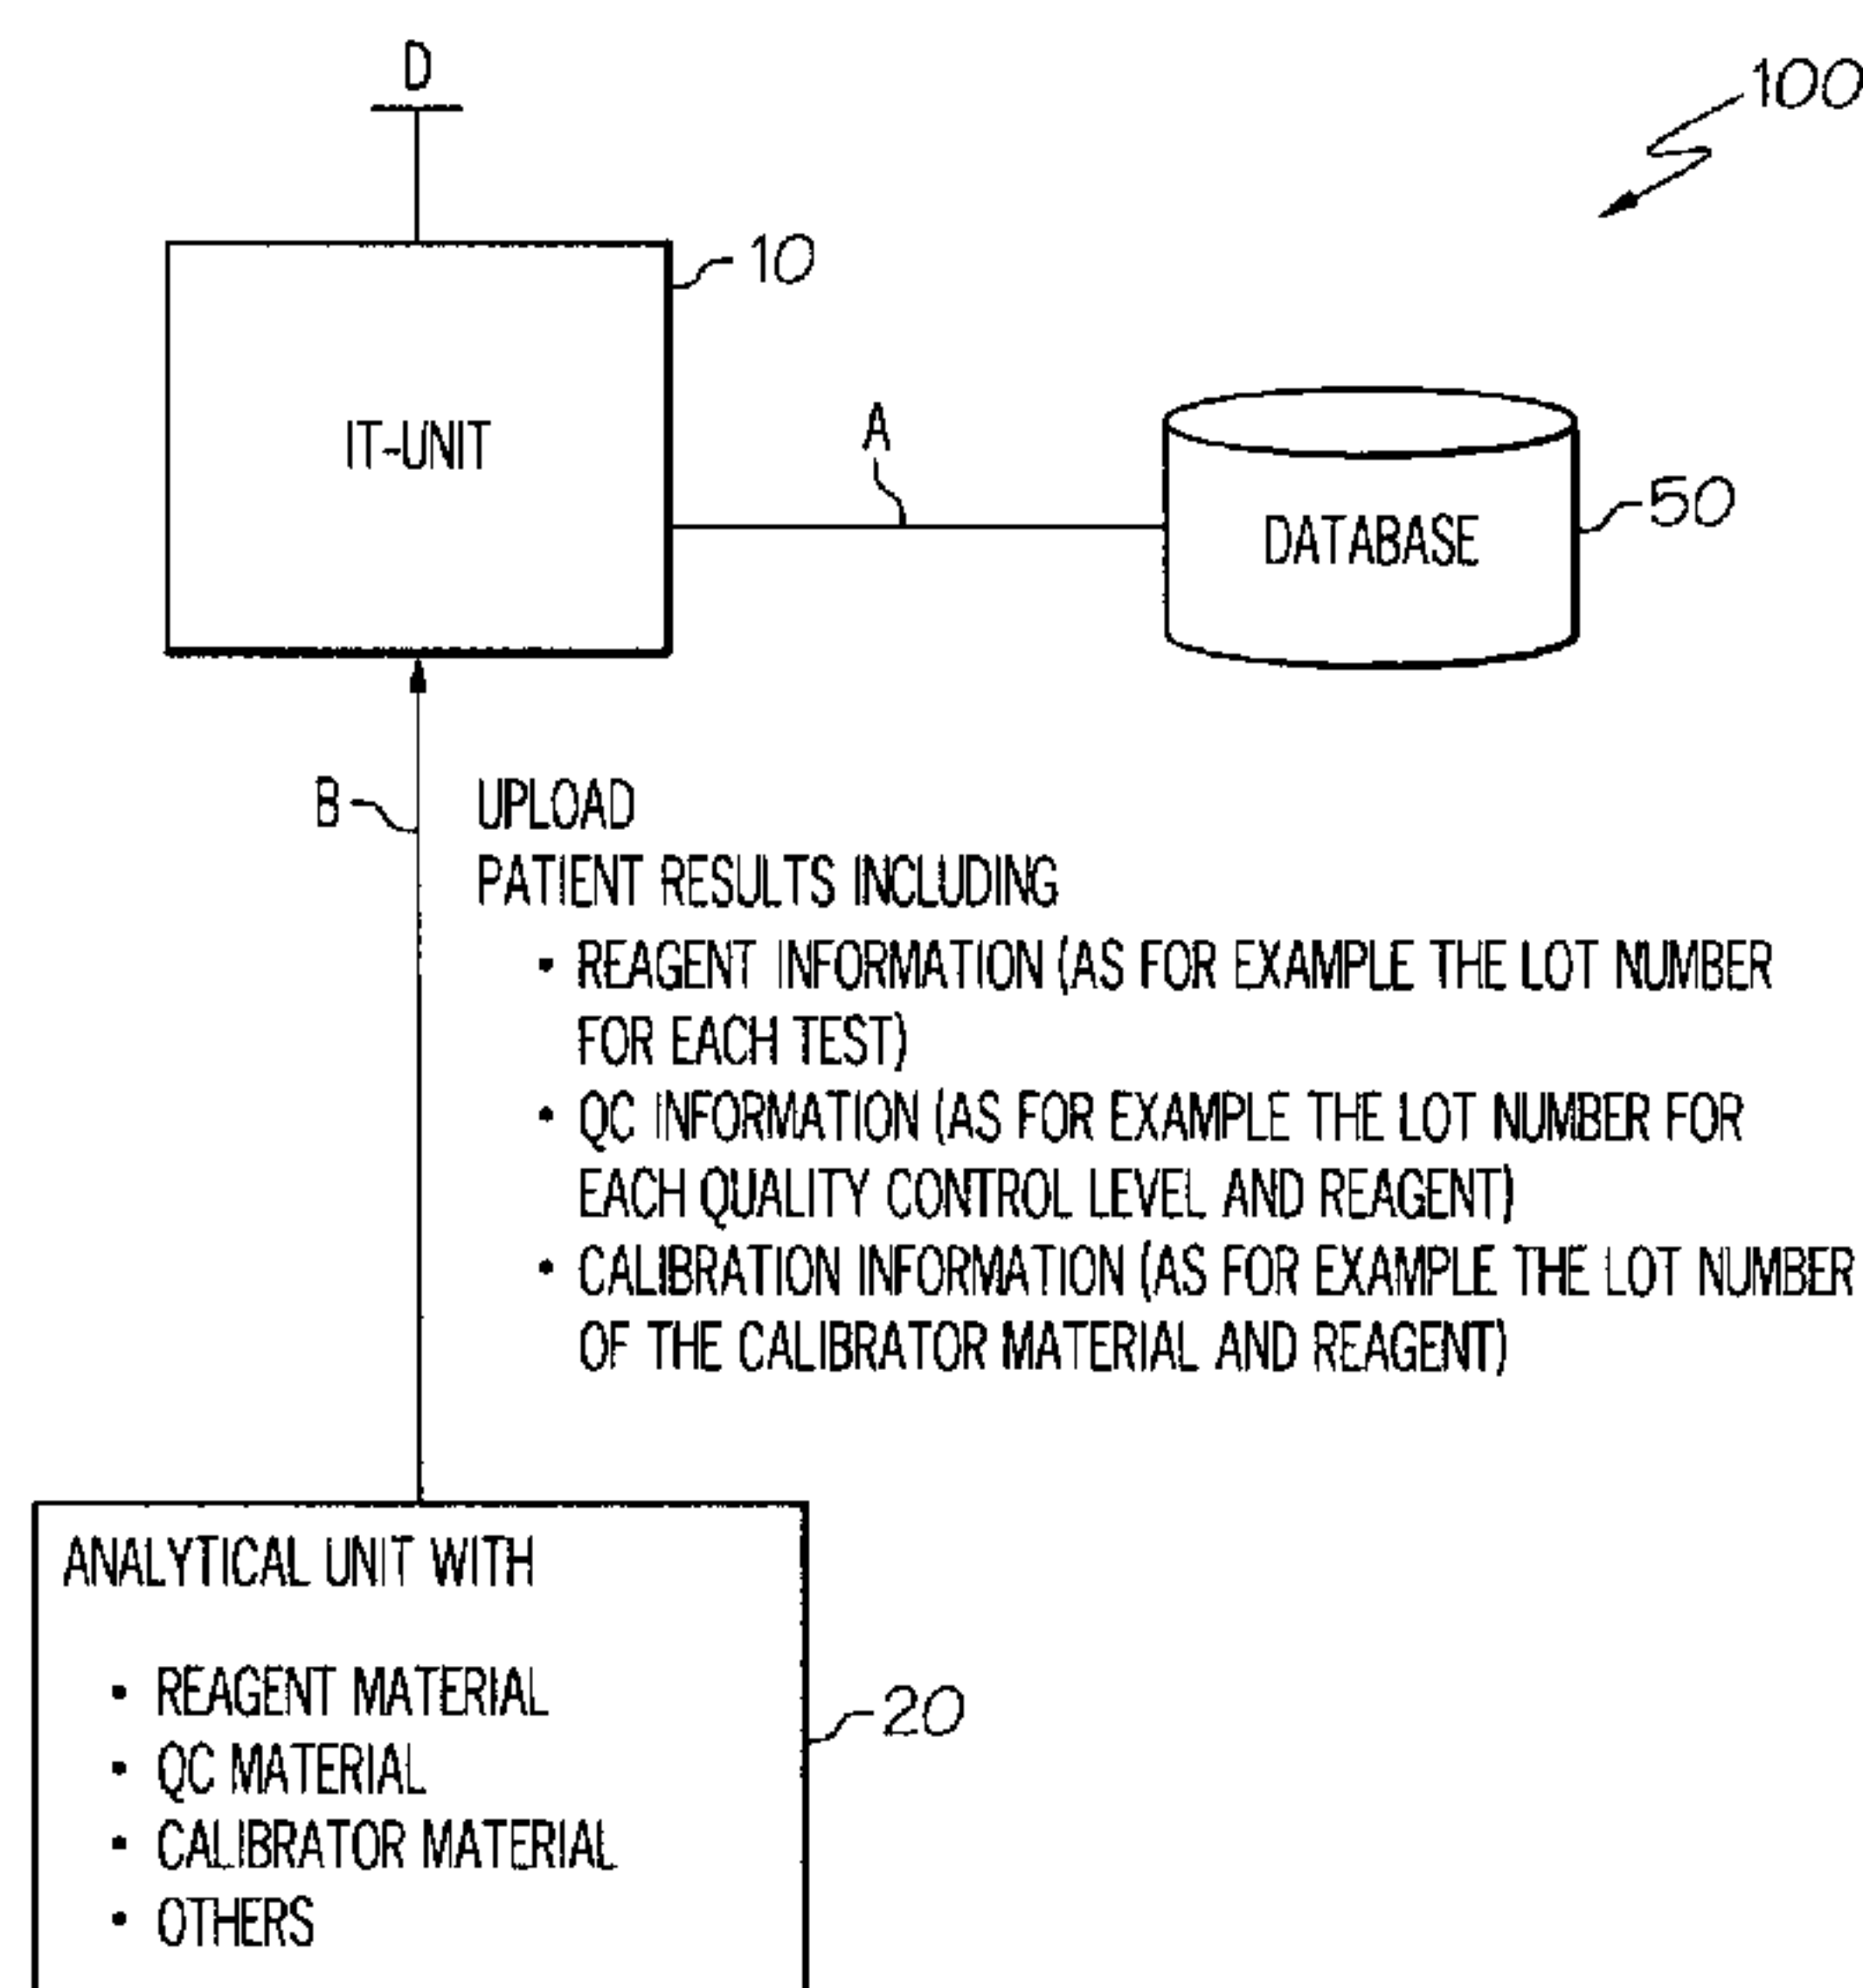 D
100
10
IT-UNIT
A
50
DATABASE
B
UPLOAD
PATIENT RESULTS INCLUDING
• REAGENT INFORMATION (AS FOR EXAMPLE THE LOT NUMBER
FOR EACH TEST)
• QC INFORMATION (AS FOR EXAMPLE THE LOT NUMBER FOR
EACH QUALITY CONTROL LEVEL AND REAGENT)
• CALIBRATION INFORMATION (AS FOR EXAMPLE THE LOT NUMBER
OF THE CALIBRATOR MATERIAL AND REAGENT)
ANALYTICAL UNIT WITH
• REAGENT MATERIAL
20
• QC MATERIAL
• CALIBRATOR MATERIAL
• OTHERS